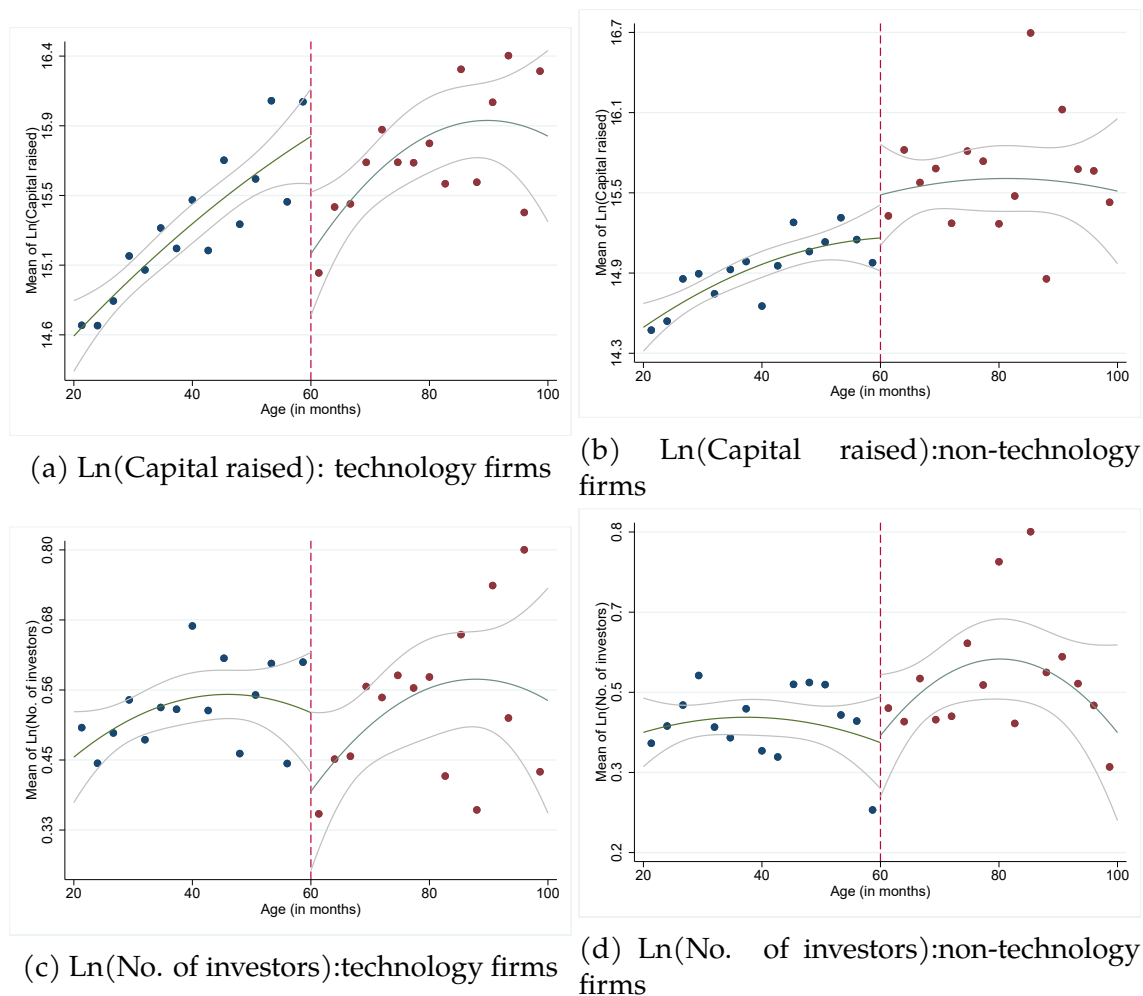 Mean of Ln(Capital raised)
16.4
15.9
15.5
15.1
14.6
20
40
60
80
100
Age (in months)
(a) Ln(Capital raised): technology firms
Mean of Ln(Capital raised)
16.7
16.1
15.5
14.9
14.3
20
40
60
80
100
Age (in months)
(b) Ln(Capital raised):non-technology
firms
Mean of Ln(No. of investors)
0.80
0.68
0.56
0.45
0.33
20
40
60
80
100
Age (in months)
(c) Ln(No. of investors):technology firms
Mean of Ln(No. of investors)
0.8
0.7
0.5
0.3
0.2
20
40
60
80
100
Age (in months)
(d) Ln(No. of investors):non-technology
firms